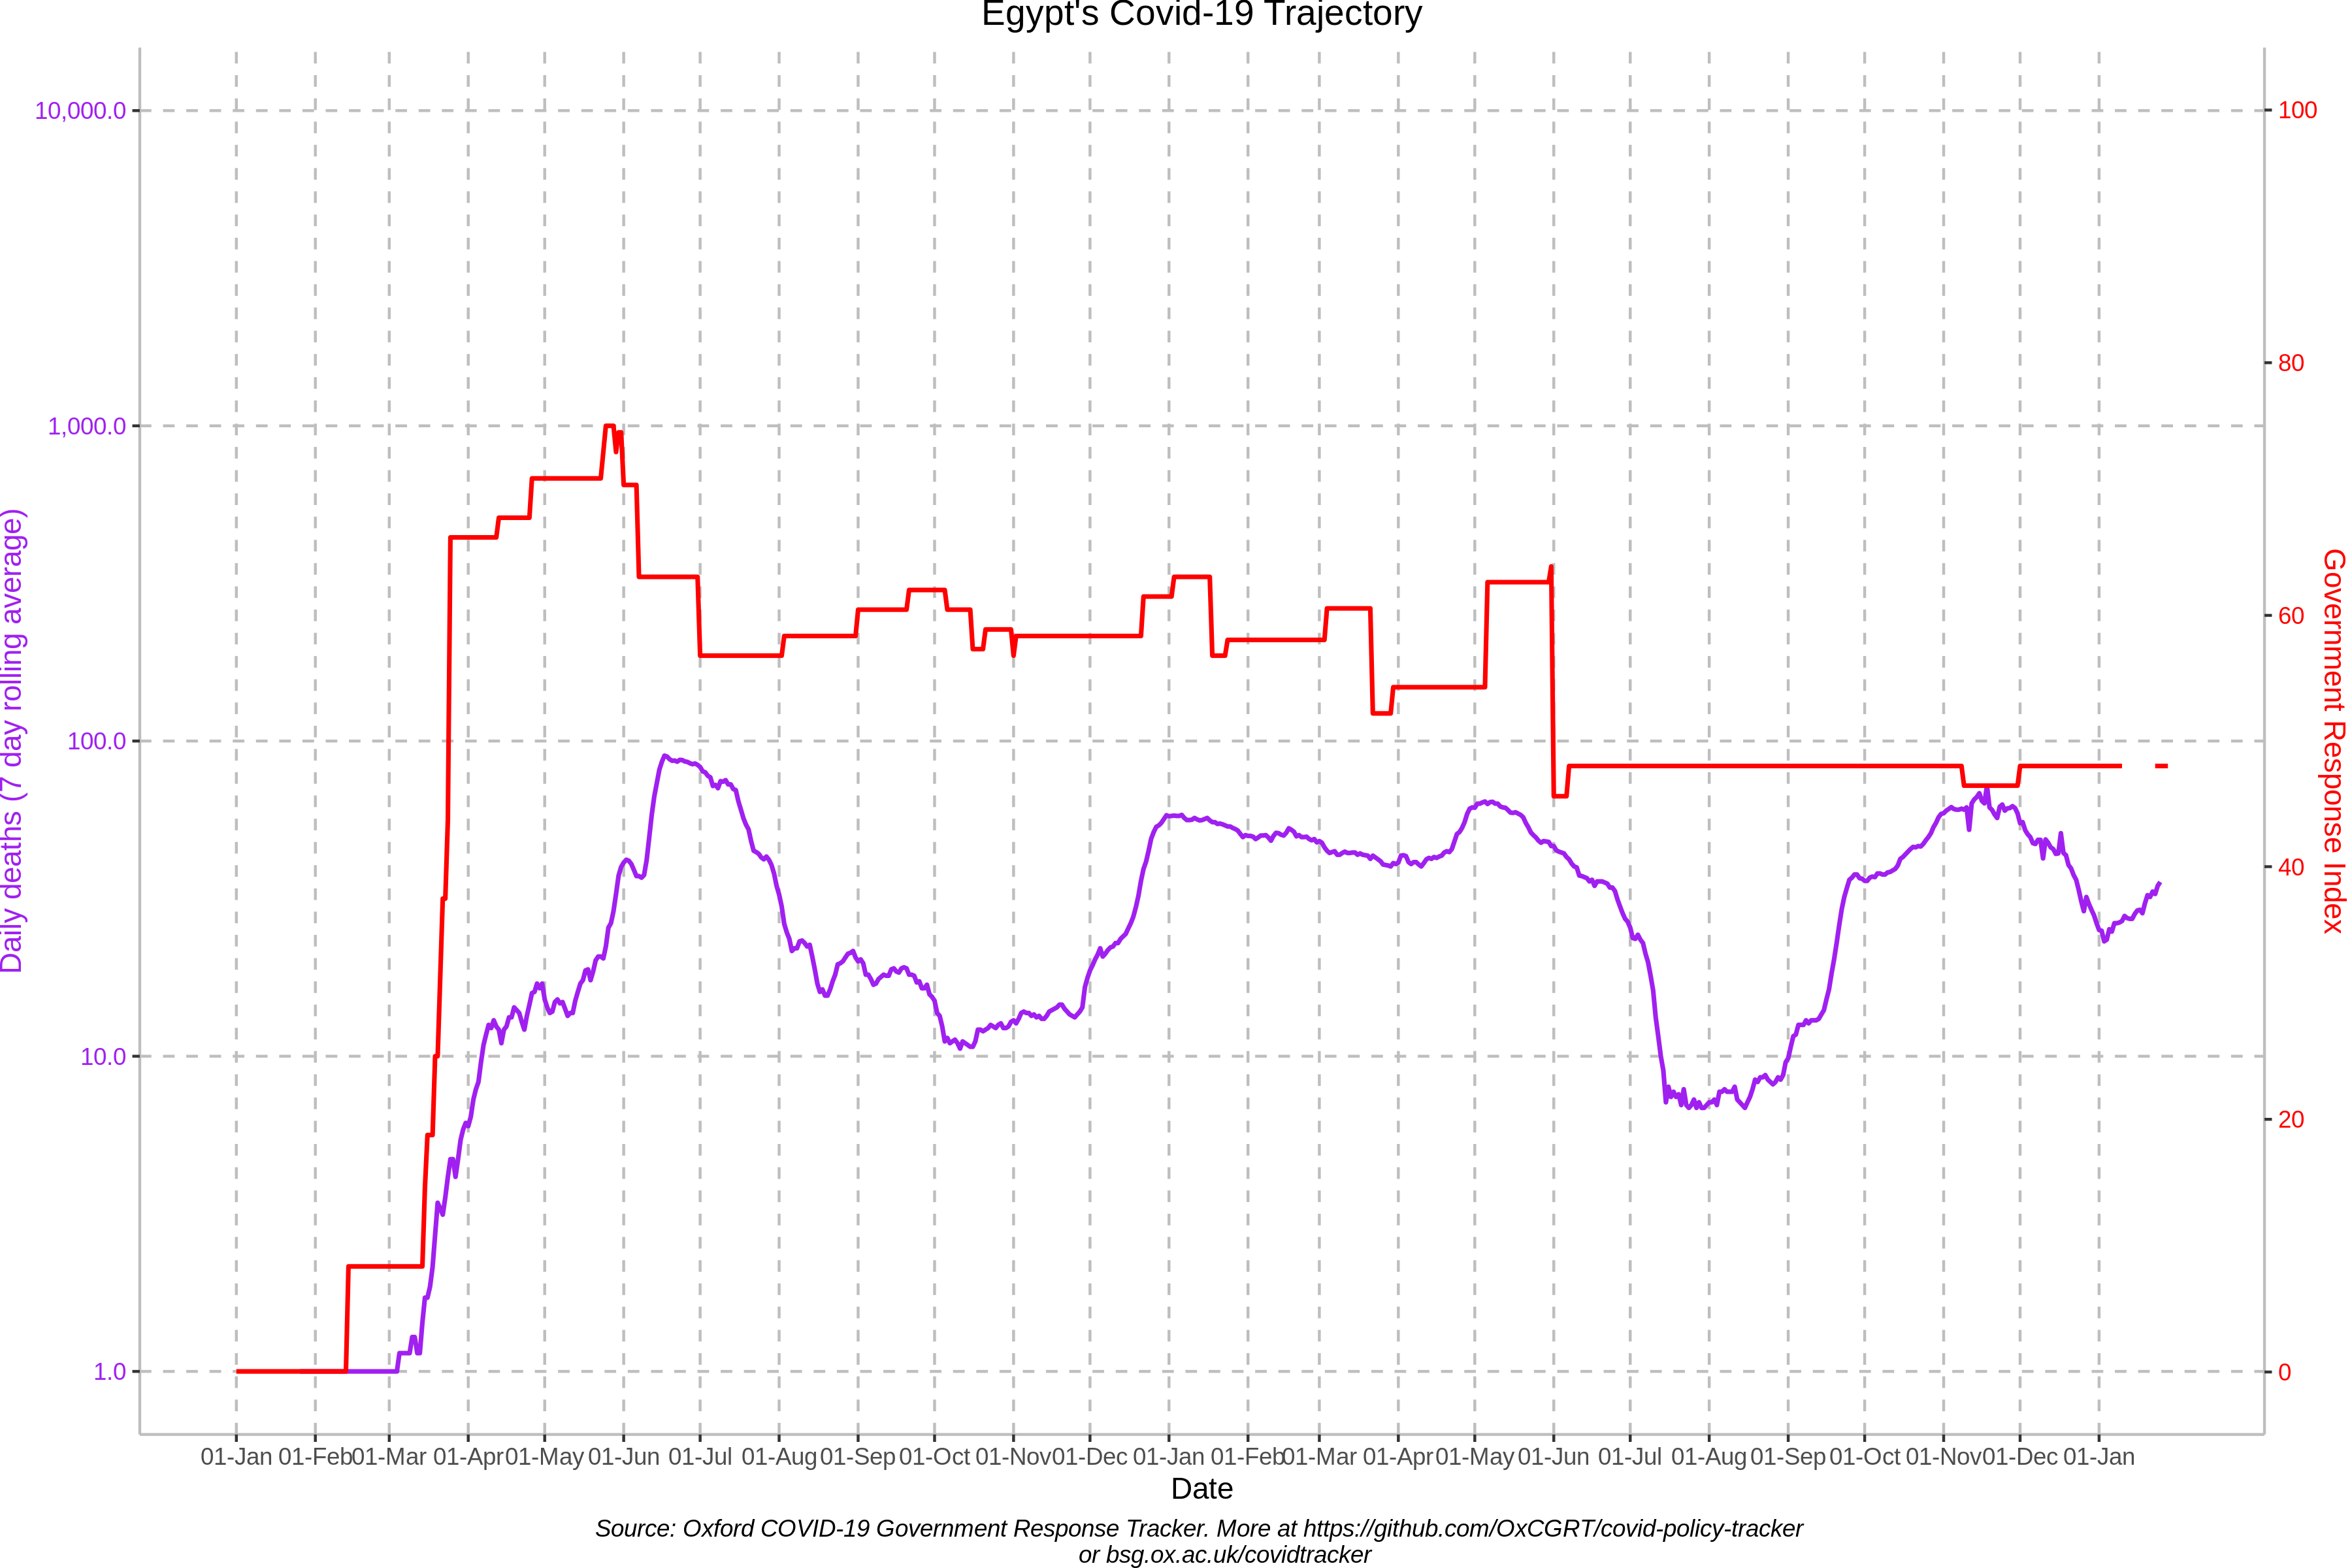 Egypt's Covid-19 Trajectory
10,000.0
1,000.0
100.0
10.0
1.0
Daily deaths (7 day rolling average)
100
80
60
40
20
0
Government Response Index
01-Jan 01-Feb 01-Mar 01-Apr 01-May 01-Jun 01-Jul 01-Aug 01-Sep 01-Oct 01-Nov 01-Dec 01-Jan 01-Feb 01-Mar 01-Apr 01-May 01-Jun 01-Jul 01-Aug 01-Sep 01-Oct 01-Nov 01-Dec 01-Jan
Date
Source: Oxford COVID-19 Government Response Tracker. More at https://github.com/OxCGRT/covid-policy-tracker
or bsg.ox.ac.uk/covidtracker